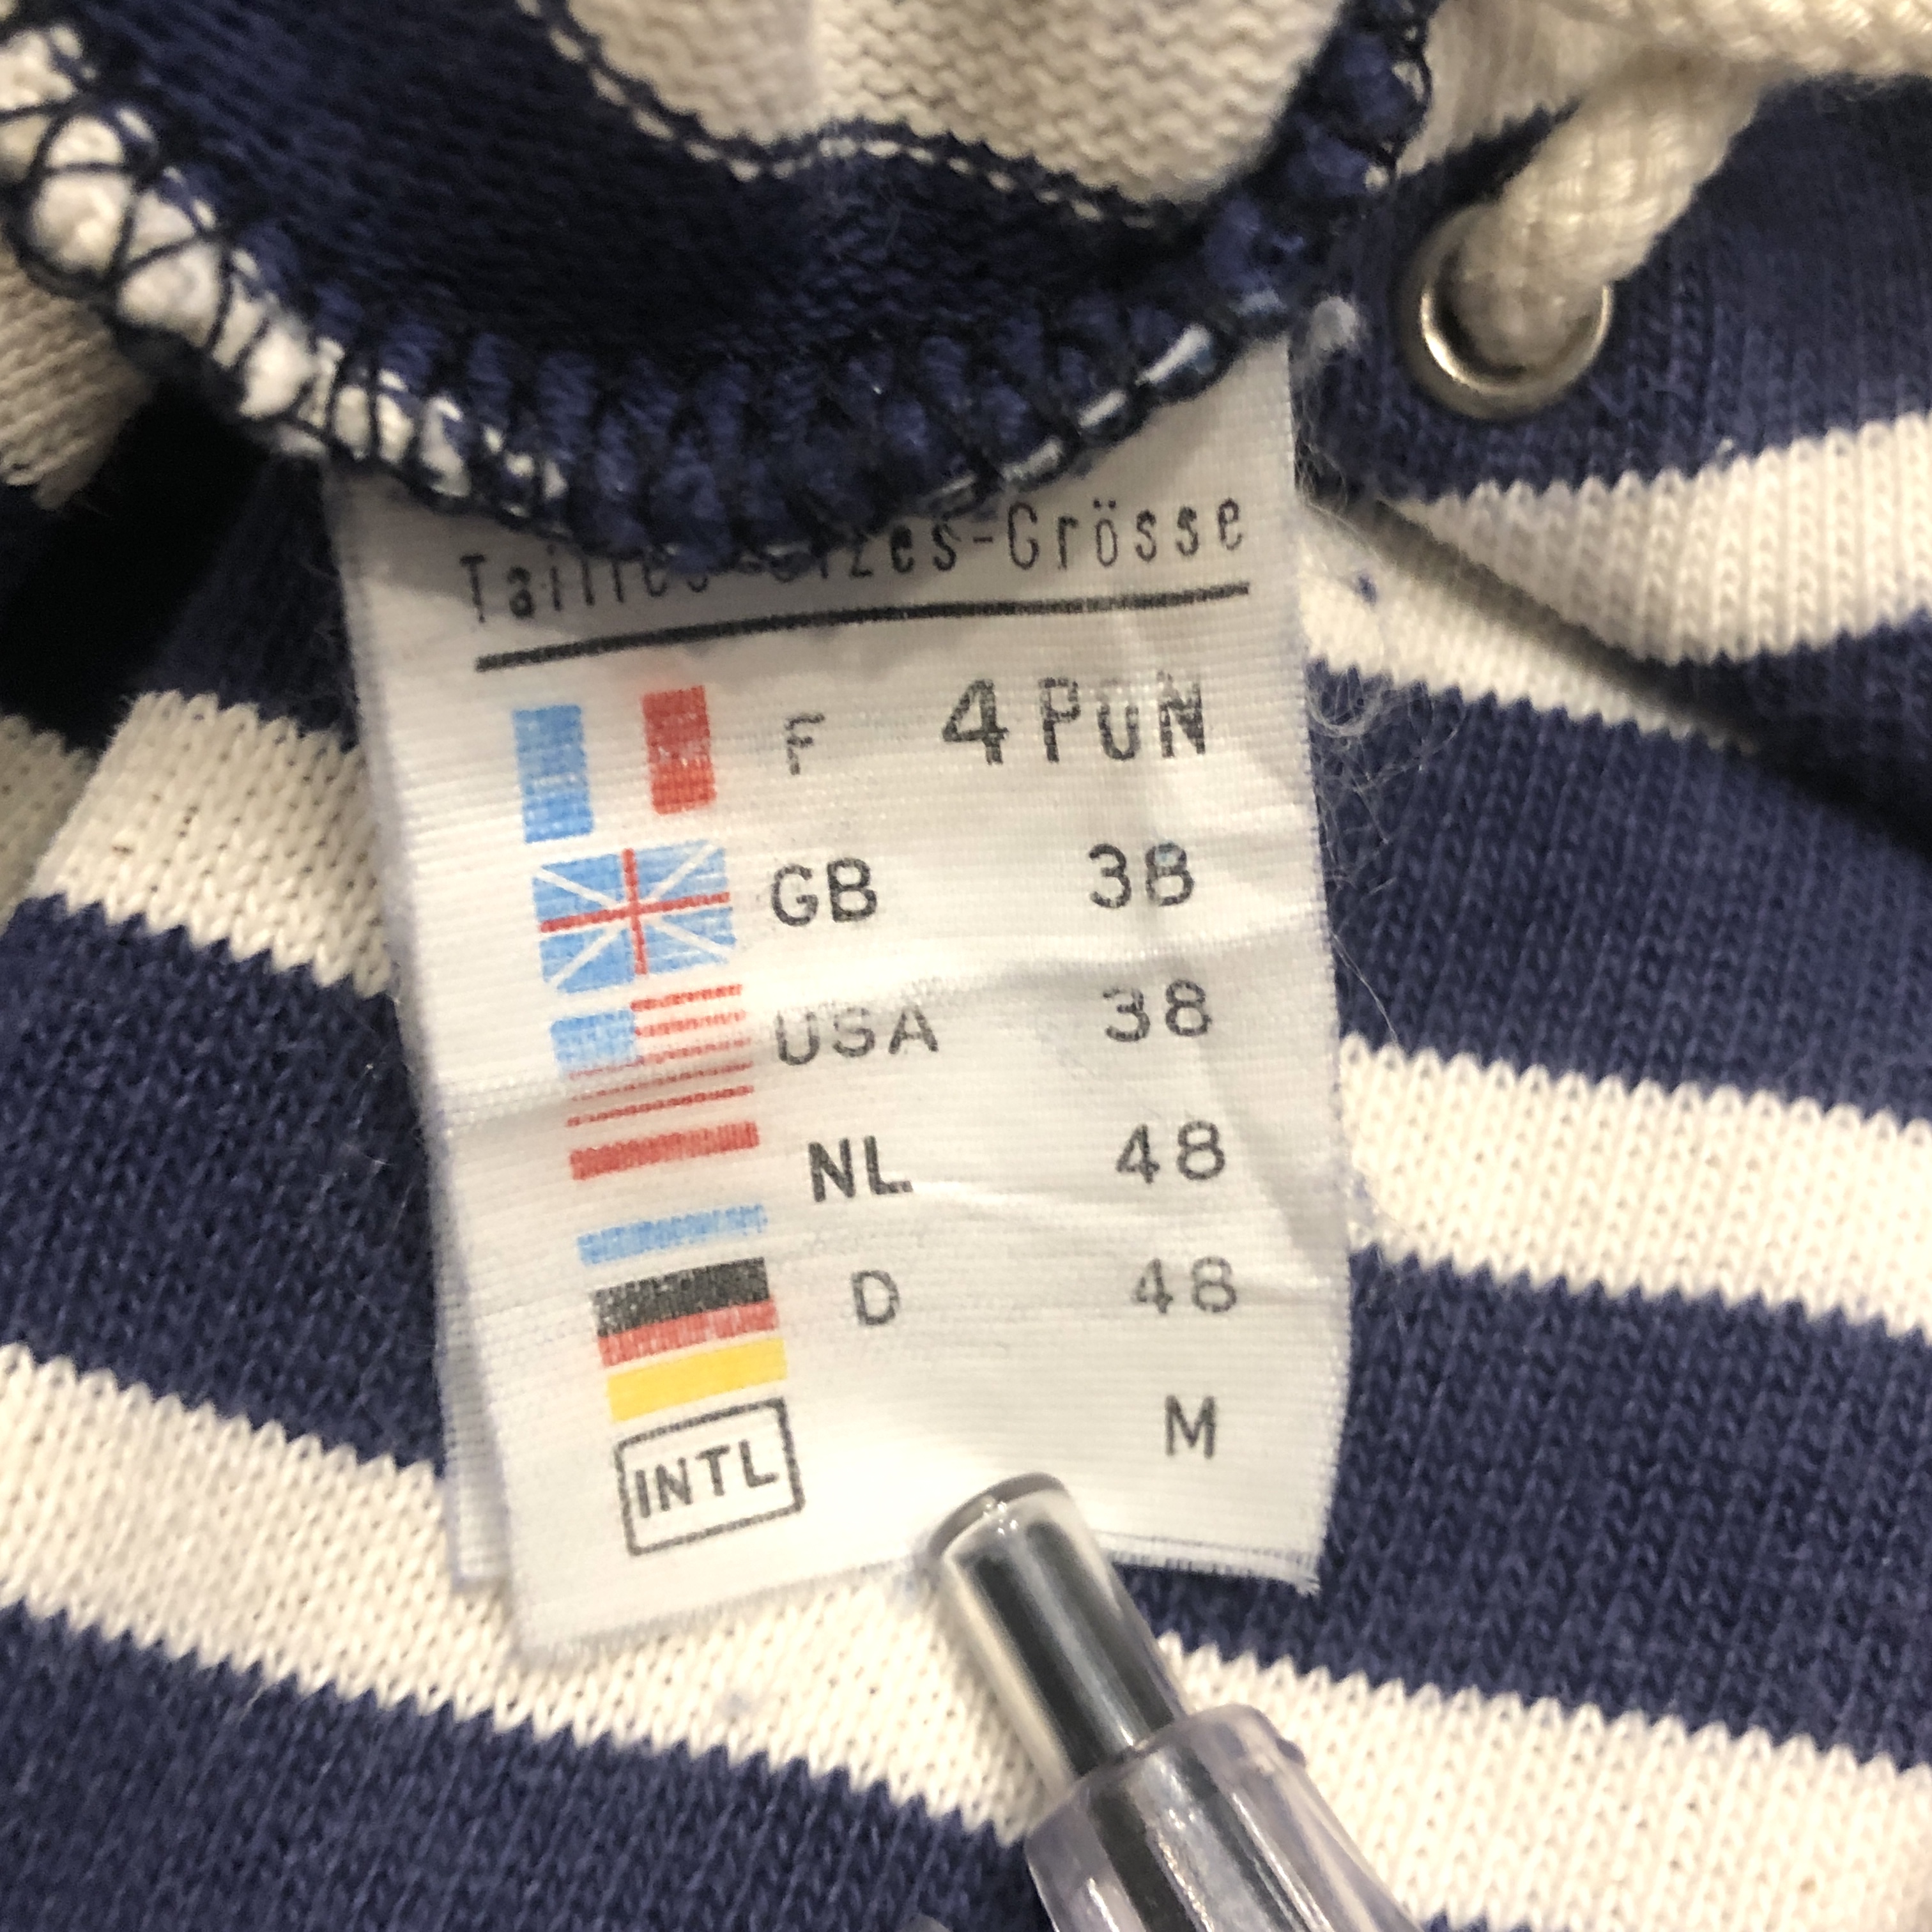 Tailles-Sizes-Grösse
F 4 PUN
GB 38
USA 38
NL 48
D 48
INTL M